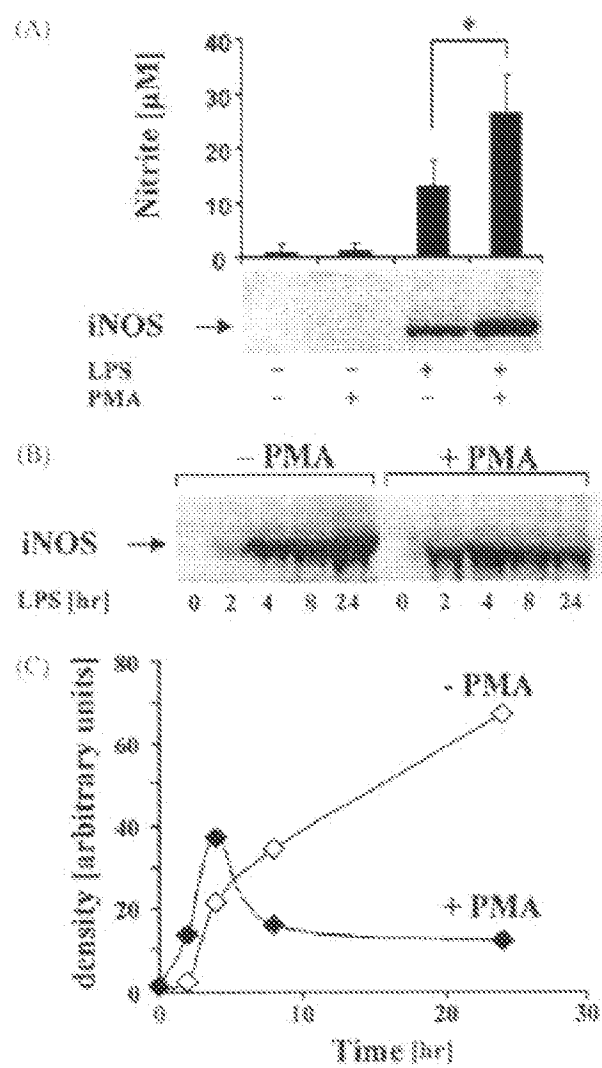 (A)
*
40
30
20
10
0
Nitrite [µM]
iNOS
LPS - - + +
PMA - + - +
(B)
- PMA + PMA
iNOS
LPS [hr] 0 2 4 8 24 0 2 4 8 24
(C)
80
60
40
20
0
density [arbitrary units]
- PMA
+ PMA
0 10 20 30
Time [hr]